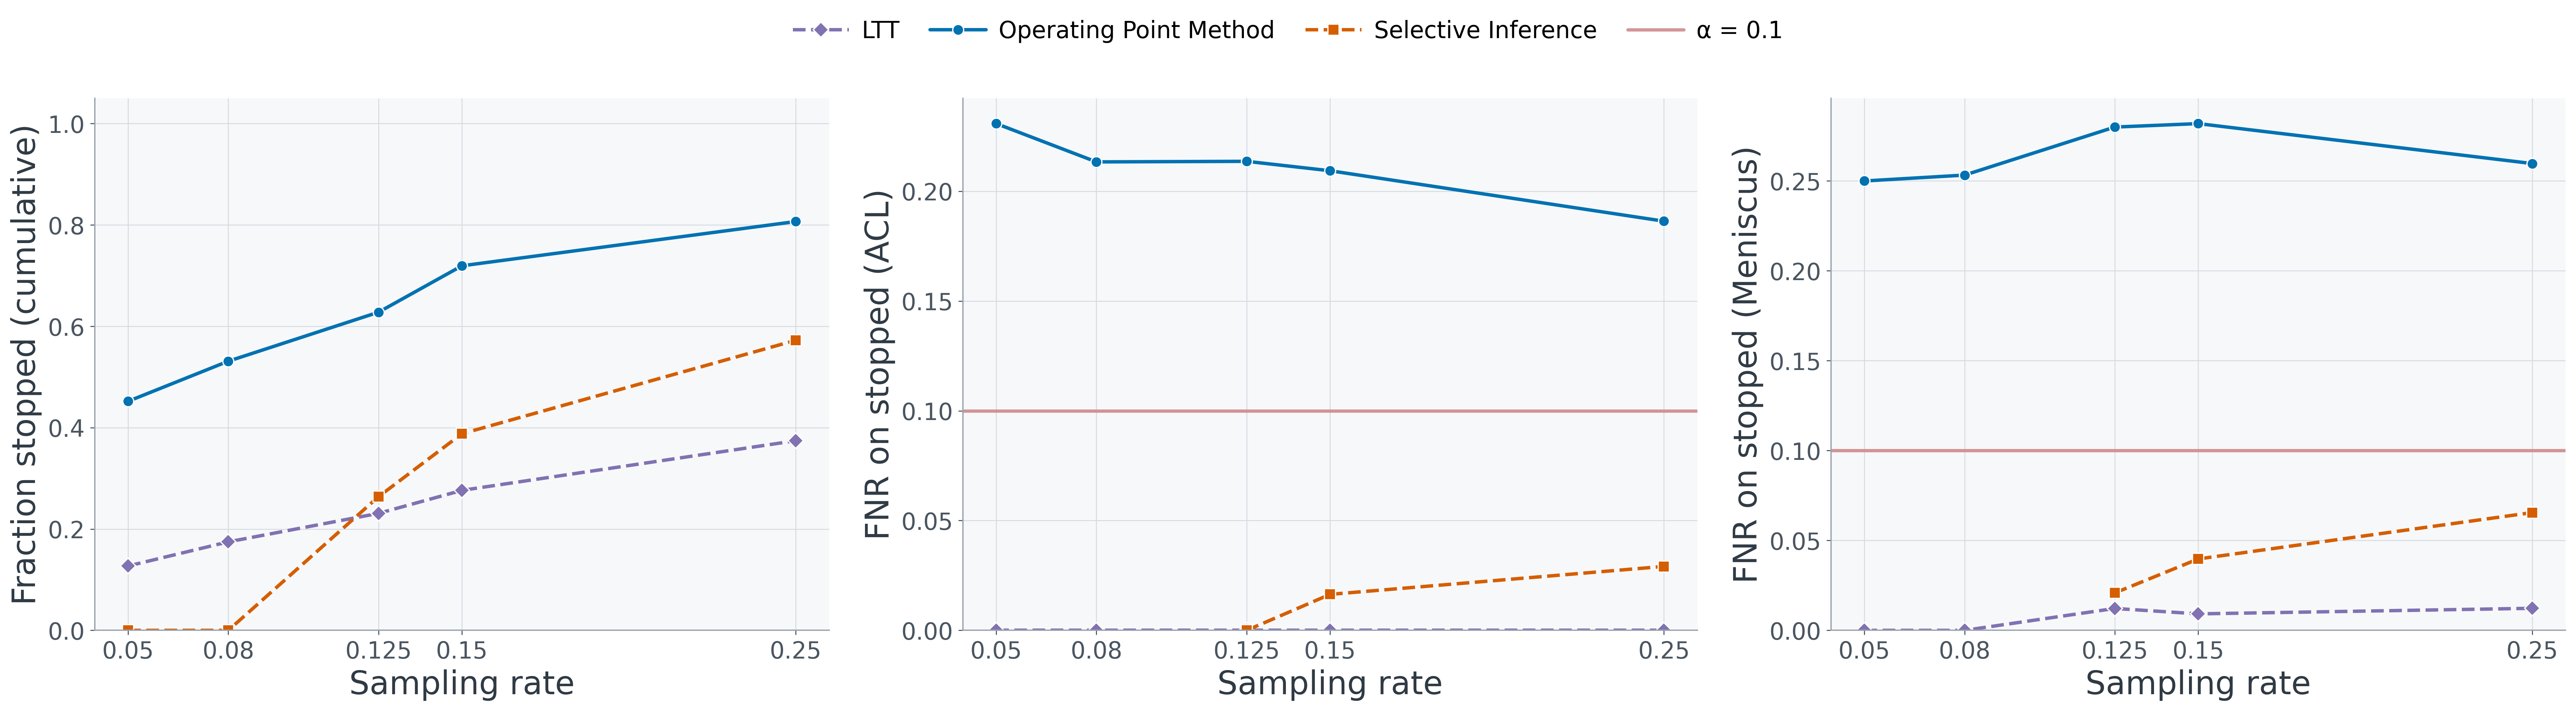 LTT Operating Point Method Selective Inference α = 0.1
Fraction stopped (cumulative)
1.0
0.8
0.6
0.4
0.2
0.0
0.05 0.08 0.125 0.15 0.25
Sampling rate
FNR on stopped (ACL)
0.20
0.15
0.10
0.05
0.00
0.05 0.08 0.125 0.15 0.25
Sampling rate
FNR on stopped (Meniscus)
0.25
0.20
0.15
0.10
0.05
0.00
0.05 0.08 0.125 0.15 0.25
Sampling rate